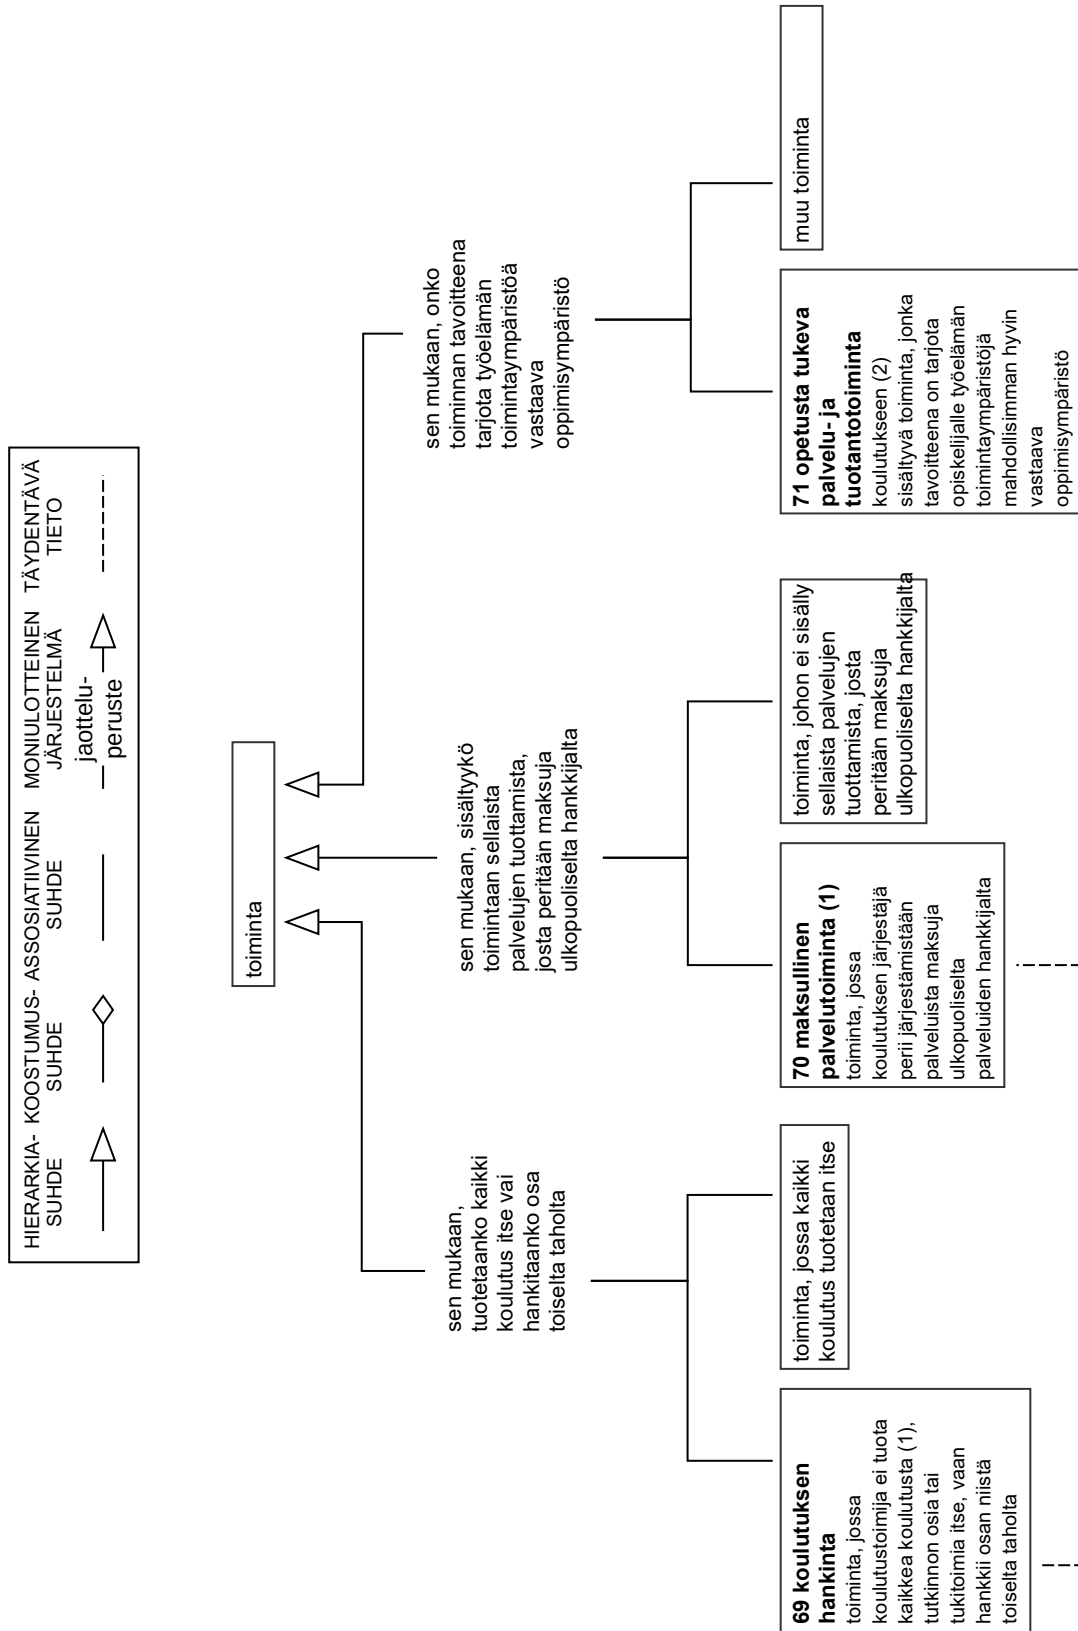 HIERARKIA-
SUHDE
KOOSTUMUS-
SUHDE
ASSOSIATIIVINEN
SUHDE
MONIULOTTEINEN
JÄRJESTELMÄ
jaottelu-
peruste
TÄYDENTÄVÄ
TIETO
toiminta
sen mukaan,
tuotetaanko kaikki
koulutus itse vai
hankitaanko osa
toiselta taholta
sen mukaan, sisältyykö
toimintaan sellaista
palvelujen tuottamista,
josta peritään maksuja
ulkopuoliselta hankkijalta
sen mukaan, onko
toiminnan tavoitteena
tarjota työelämän
toimintaympäristöä
vastaava
oppimisympäristö
69 koulutuksen
hankinta
toiminta, jossa
koulutustoimija ei tuota
kaikkea koulutusta (1),
tutkinnon osia tai
tukitoimia itse, vaan
hankkii osan niistä
toiselta taholta
toiminta, jossa kaikki
koulutus tuotetaan itse
70 maksullinen
palvelutoiminta (1)
toiminta, jossa
koulutuksen järjestäjä
perii järjestämistään
palveluista maksuja
ulkopuoliselta
palveluiden hankkijalta
toiminta, johon ei sisälly
sellaista palvelujen
tuottamista, josta
peritään maksuja
ulkopuoliselta hankkijalta
71 opetusta tukeva
palvelu- ja
tuotantotoiminta
koulutukseen (2)
sisältyvä toiminta, jonka
tavoitteena on tarjota
opiskelijalle työelämän
toimintaympäristöjä
mahdollisimman hyvin
vastaava
oppimisympäristö
muu toiminta